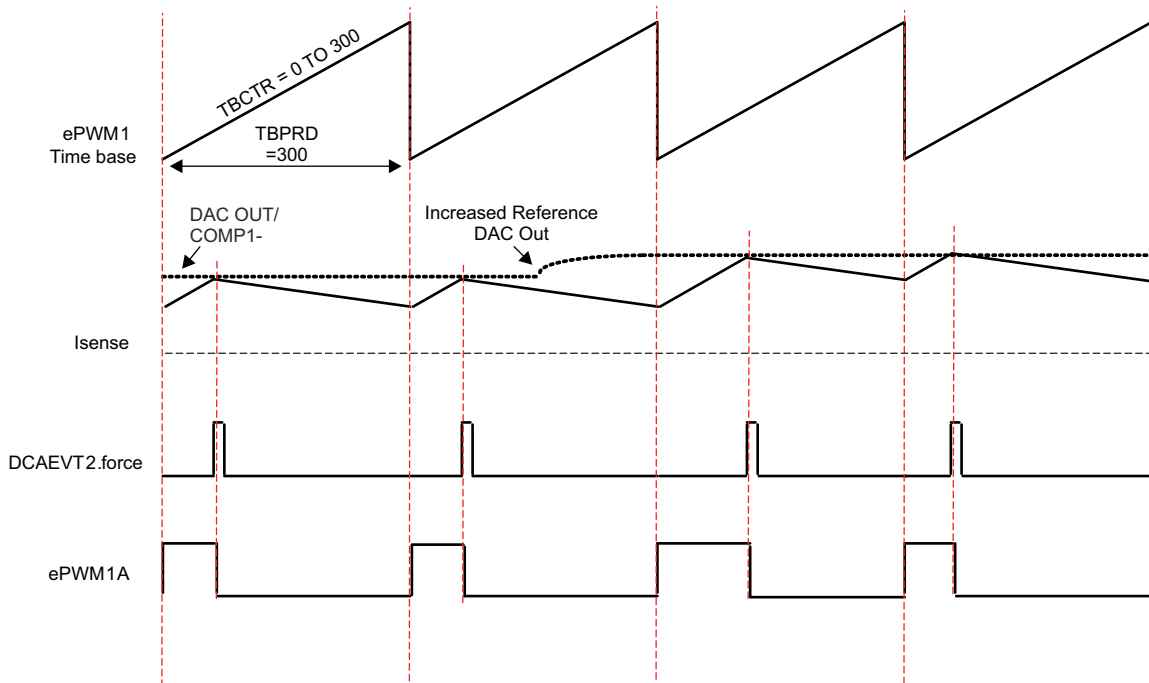 TBCTR = 0 TO 300
ePWM1
Time base
TBPRD
=300
DAC OUT/
COMP1-
Increased Reference
DAC Out
Isense
DCAEVT2.force
ePWM1A